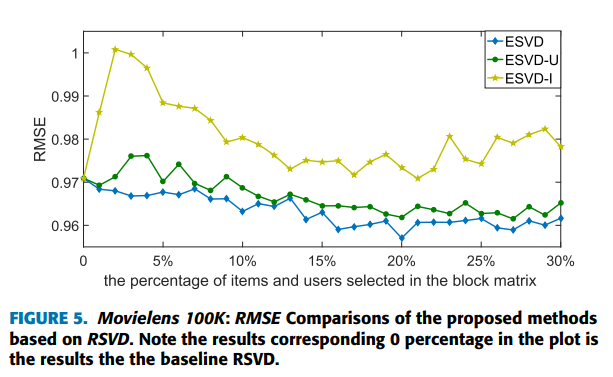 ESVD
ESVD-U
ESVD-I
1
0.99
0.98
0.97
0.96
RMSE
0 5% 10% 15% 20% 25% 30%
the percentage of items and users selected in the block matrix
FIGURE 5. Movielens 100K: RMSE Comparisons of the proposed methods
based on RSVD. Note the results corresponding 0 percentage in the plot is
the results the the baseline RSVD.